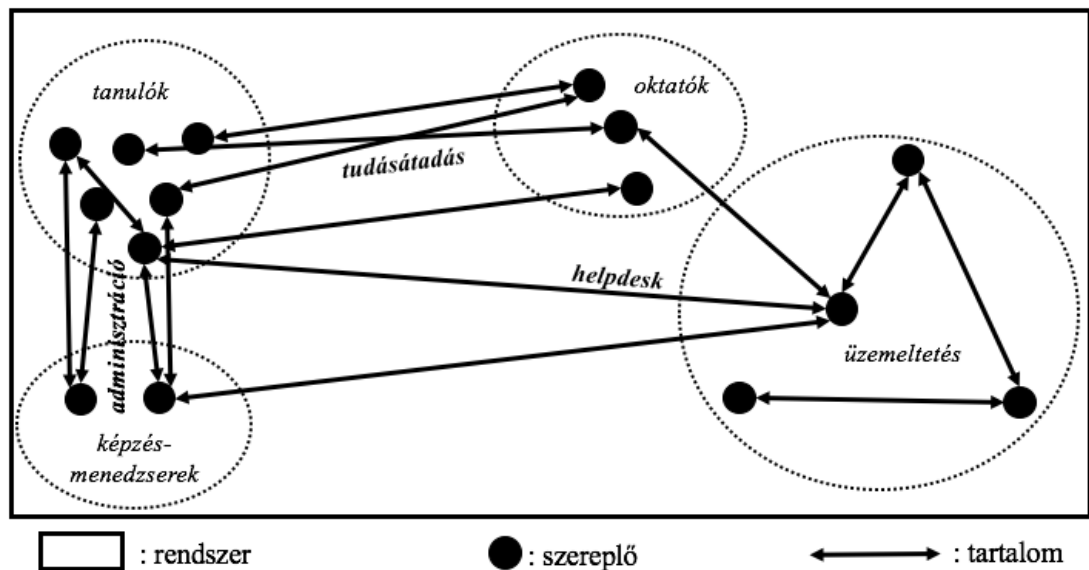 tanulók
oktatók
tudásátadás
helpdesk
adminisztráció
üzemeltetés
képzés-
menedzserek
: rendszer
: szereplő
: tartalom